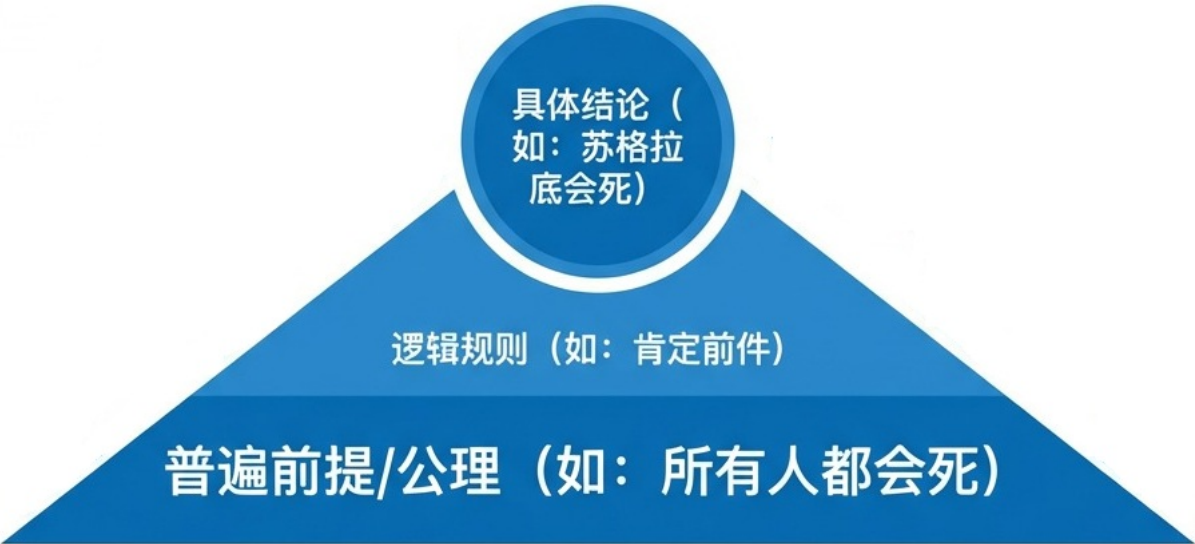 具体结论（
如：苏格拉
底会死）
逻辑规则（如：肯定前件）
普遍前提/公理（如：所有人都会死）